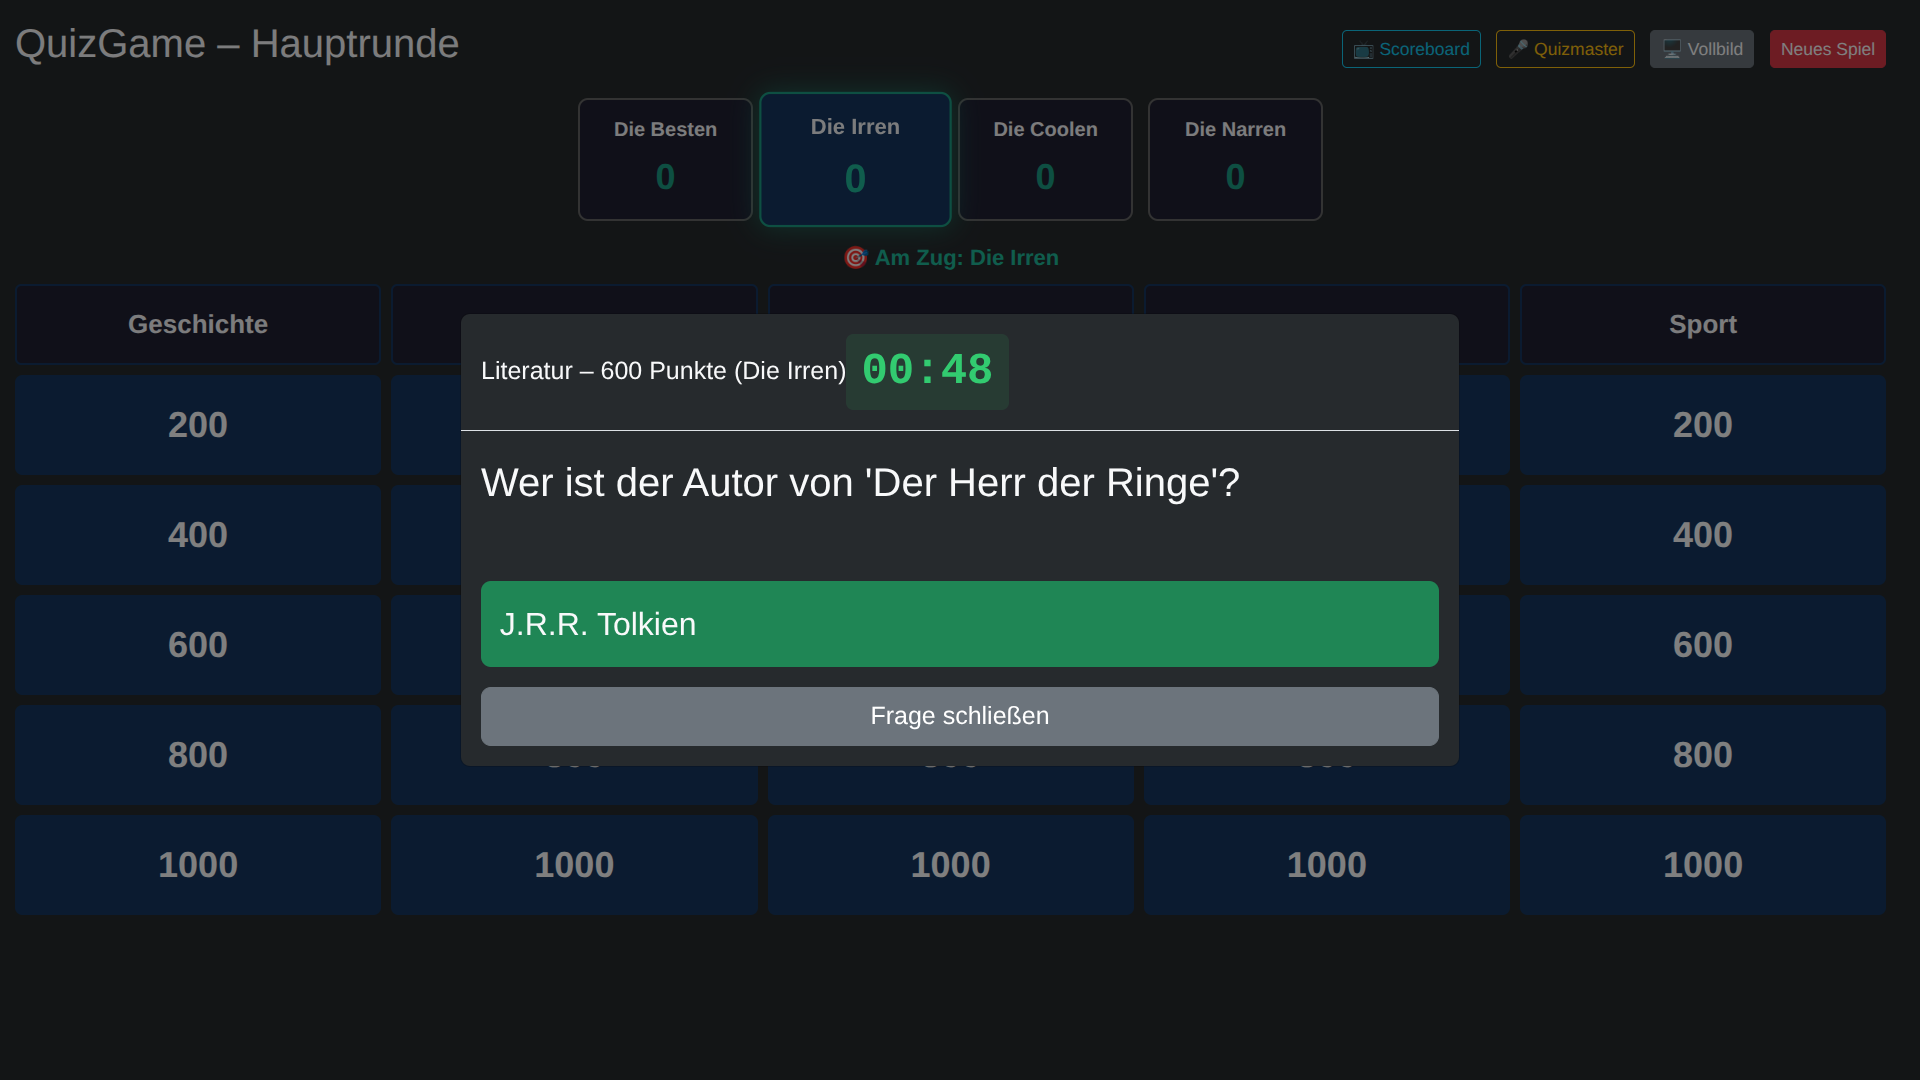 QuizGame – Hauptrunde
📺 Scoreboard
🎤 Quizmaster
🖥️ Vollbild
Neues Spiel
Die Besten
0
Die Irren
0
Die Coolen
0
Die Narren
0
🎯 Am Zug: Die Irren
Geschichte
Sport
Literatur – 600 Punkte (Die Irren)
00:48
Wer ist der Autor von 'Der Herr der Ringe'?
J.R.R. Tolkien
Frage schließen
200
200
400
400
600
600
800
800
1000
1000
1000
1000
1000